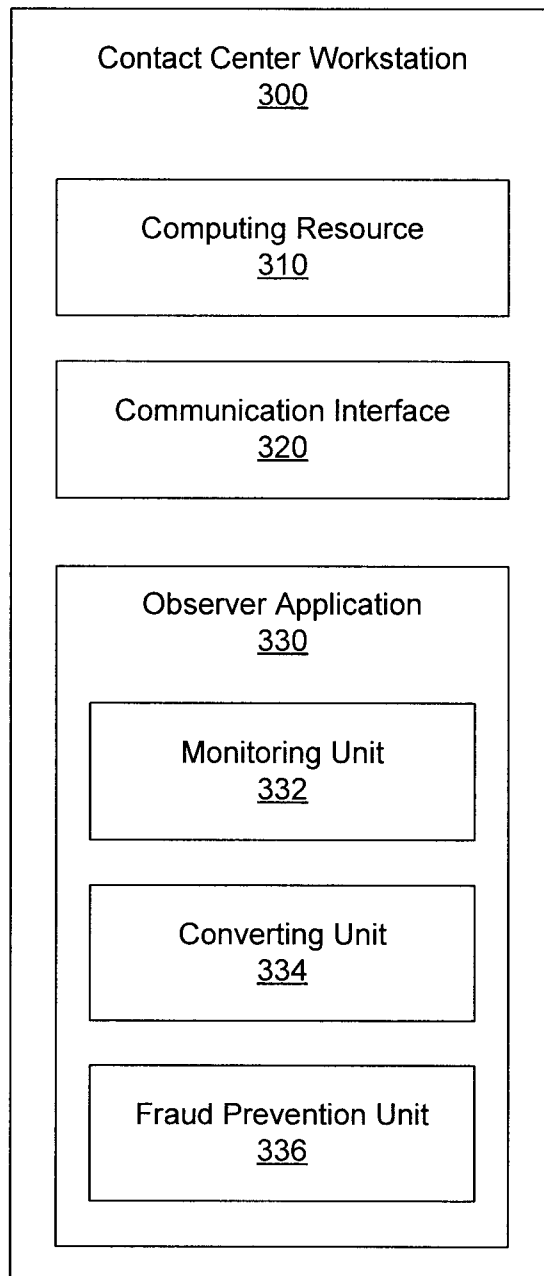 Contact Center Workstation
300
Computing Resource
310
Communication Interface
320
Observer Application
330
Monitoring Unit
332
Converting Unit
334
Fraud Prevention Unit
336